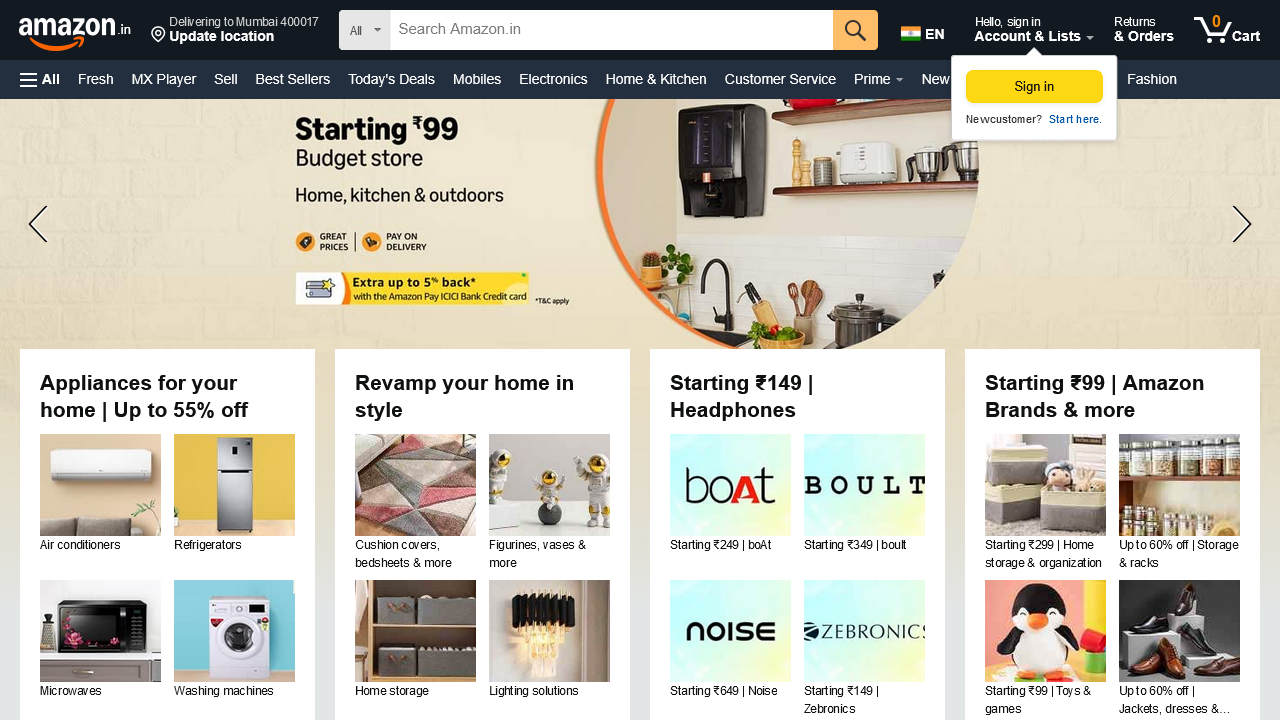 amazon.in
Delivering to Mumbai 400017
Update location
All
Search Amazon.in
EN
Hello, sign in
Account & Lists
Returns
& Orders
0
Cart
All
Fresh
MX Player
Sell
Best Sellers
Today's Deals
Mobiles
Electronics
Home & Kitchen
Customer Service
Prime
New
Fashion
Sign in
New customer? Start here.
Starting ₹99
Budget store
Home, kitchen & outdoors
GREAT PRICES
PAY ON DELIVERY
Extra up to 5% back*
with the Amazon Pay ICICI Bank Credit card
*T&C apply
Appliances for your
home | Up to 55% off
Air conditioners
Refrigerators
Microwaves
Washing machines
Revamp your home in
style
Cushion covers,
bedsheets & more
Figurines, vases &
more
Home storage
Lighting solutions
Starting ₹149 |
Headphones
boAt
Starting ₹249 | boAt
BOULT
Starting ₹349 | boult
NOISE
Starting ₹649 | Noise
ZEBRONICS
Starting ₹149 |
Zebronics
Starting ₹99 | Amazon
Brands & more
Starting ₹299 | Home
storage & organization
Up to 60% off | Storage
& racks
Starting ₹99 | Toys &
games
Up to 60% off |
Jackets, dresses &...